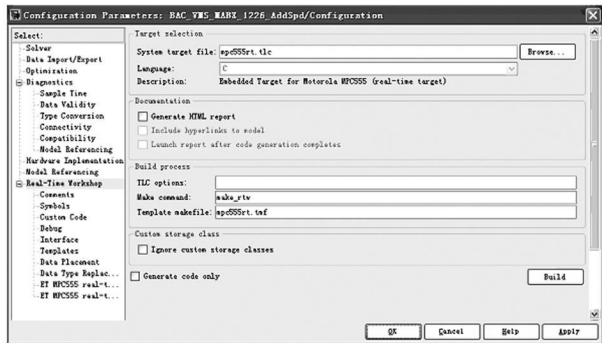 Configuration Parameters: BAC_VMS_MABX_1226_AddSpd/Configuration
Select:
Solver
Data Import/Export
Optimization
Diagnostics
Sample Time
Data Validity
Type Conversion
Connectivity
Compatibility
Model Referencing
Hardware Implementation
Model Referencing
Real-Time Workshop
Comments
Symbols
Custom Code
Debug
Interface
Templates
Data Placement
Data Type Replac...
ET MPC555 real-t...
ET MPC555 real-t...
Target selection
System target file: mpc555rt.tlc
Browse...
Language: C
Description: Embedded Target for Motorola MPC555 (real-time target)
Documentation
Generate HTML report
Include hyperlinks to model
Launch report after code generation completes
Build process
TLC options:
Make command: make_rtw
Template makefile: mpc555rt.tmf
Custom storage class
Ignore custom storage classes
Generate code only
Build
OK
Cancel
Help
Apply